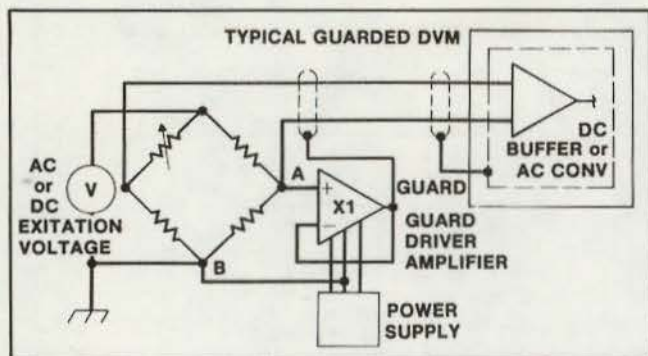 TYPICAL GUARDED DVM
DC
BUFFER or
AC CONV
AC
or
DC
EXITATION
VOLTAGE
V
A
+
X1
−
GUARD
GUARD
DRIVER
AMPLIFIER
B
POWER
SUPPLY